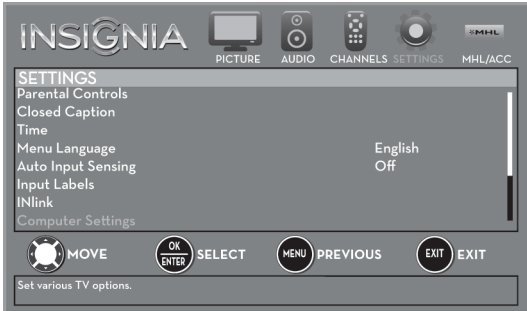 INSIGNIA
PICTURE AUDIO CHANNELS SETTINGS MHL MHL/ACC
SETTINGS
Parental Controls
Closed Caption
Time
Menu Language English
Auto Input Sensing Off
Input Labels
INlink
Computer Settings
MOVE OK ENTER SELECT MENU PREVIOUS EXIT EXIT
Set various TV options.